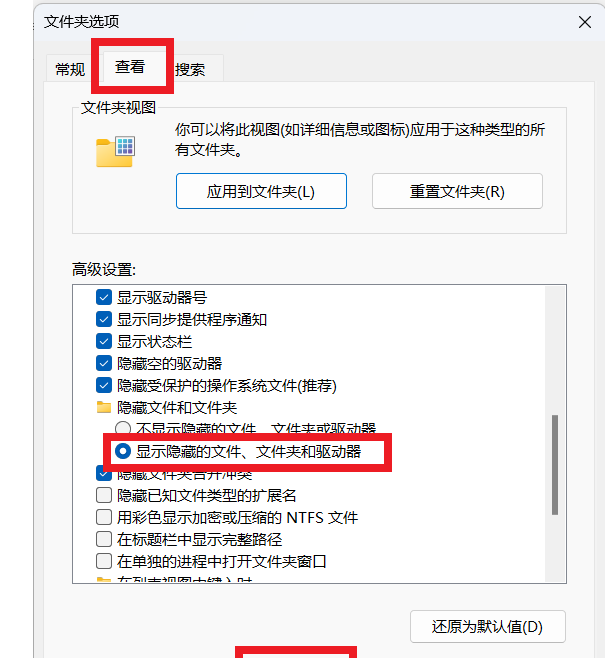 文件夹选项
常规
查看
搜索
文件夹视图
你可以将此视图(如详细信息或图标)应用于这种类型的所
有文件夹。
应用到文件夹(L)
重置文件夹(R)
高级设置:
显示驱动器号
显示同步提供程序通知
显示状态栏
隐藏空的驱动器
隐藏受保护的操作系统文件(推荐)
隐藏文件和文件夹
不显示隐藏的文件、文件夹或驱动器
显示隐藏的文件、文件夹和驱动器
隐藏文件夹合并冲突
隐藏已知文件类型的扩展名
用彩色显示加密或压缩的 NTFS 文件
在标题栏中显示完整路径
在单独的进程中打开文件夹窗口
在列表视图中键入时
还原为默认值(D)